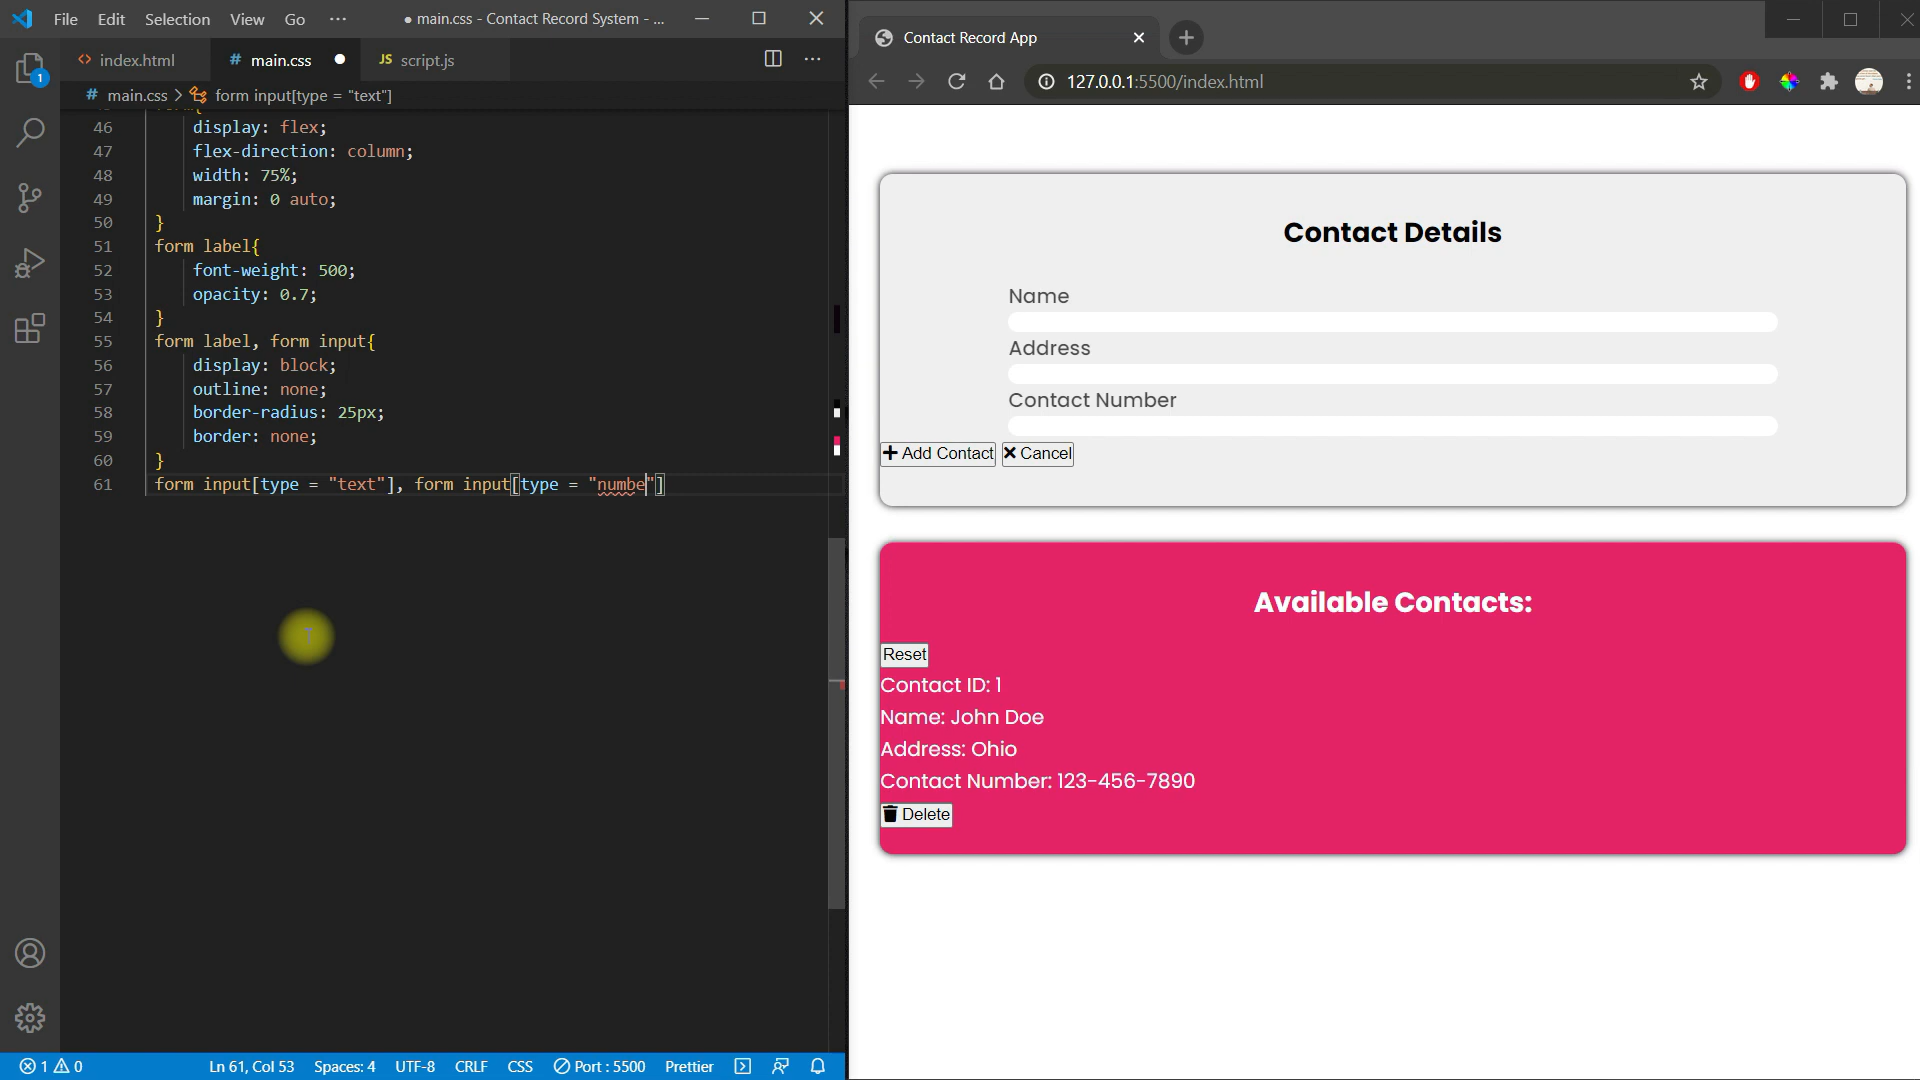 File Edit Selection View Go ··· ● main.css - Contact Record System - ...
index.html # main.css ● JS script.js ···
# main.css > form input[type = "text"]
46 display: flex;
47 flex-direction: column;
48 width: 75%;
49 margin: 0 auto;
50 }
51 form label{
52 font-weight: 500;
53 opacity: 0.7;
54 }
55 form label, form input{
56 display: block;
57 outline: none;
58 border-radius: 25px;
59 border: none;
60 }
61 form input[type = "text"], form input[type = "numbe"]
1
1 0 Ln 61, Col 53 Spaces: 4 UTF-8 CRLF CSS Port : 5500 Prettier
Contact Record App
127.0.0.1:5500/index.html
Contact Details
Name
Address
Contact Number
Add Contact Cancel
Available Contacts:
Reset
Contact ID: 1
Name: John Doe
Address: Ohio
Contact Number: 123-456-7890
Delete